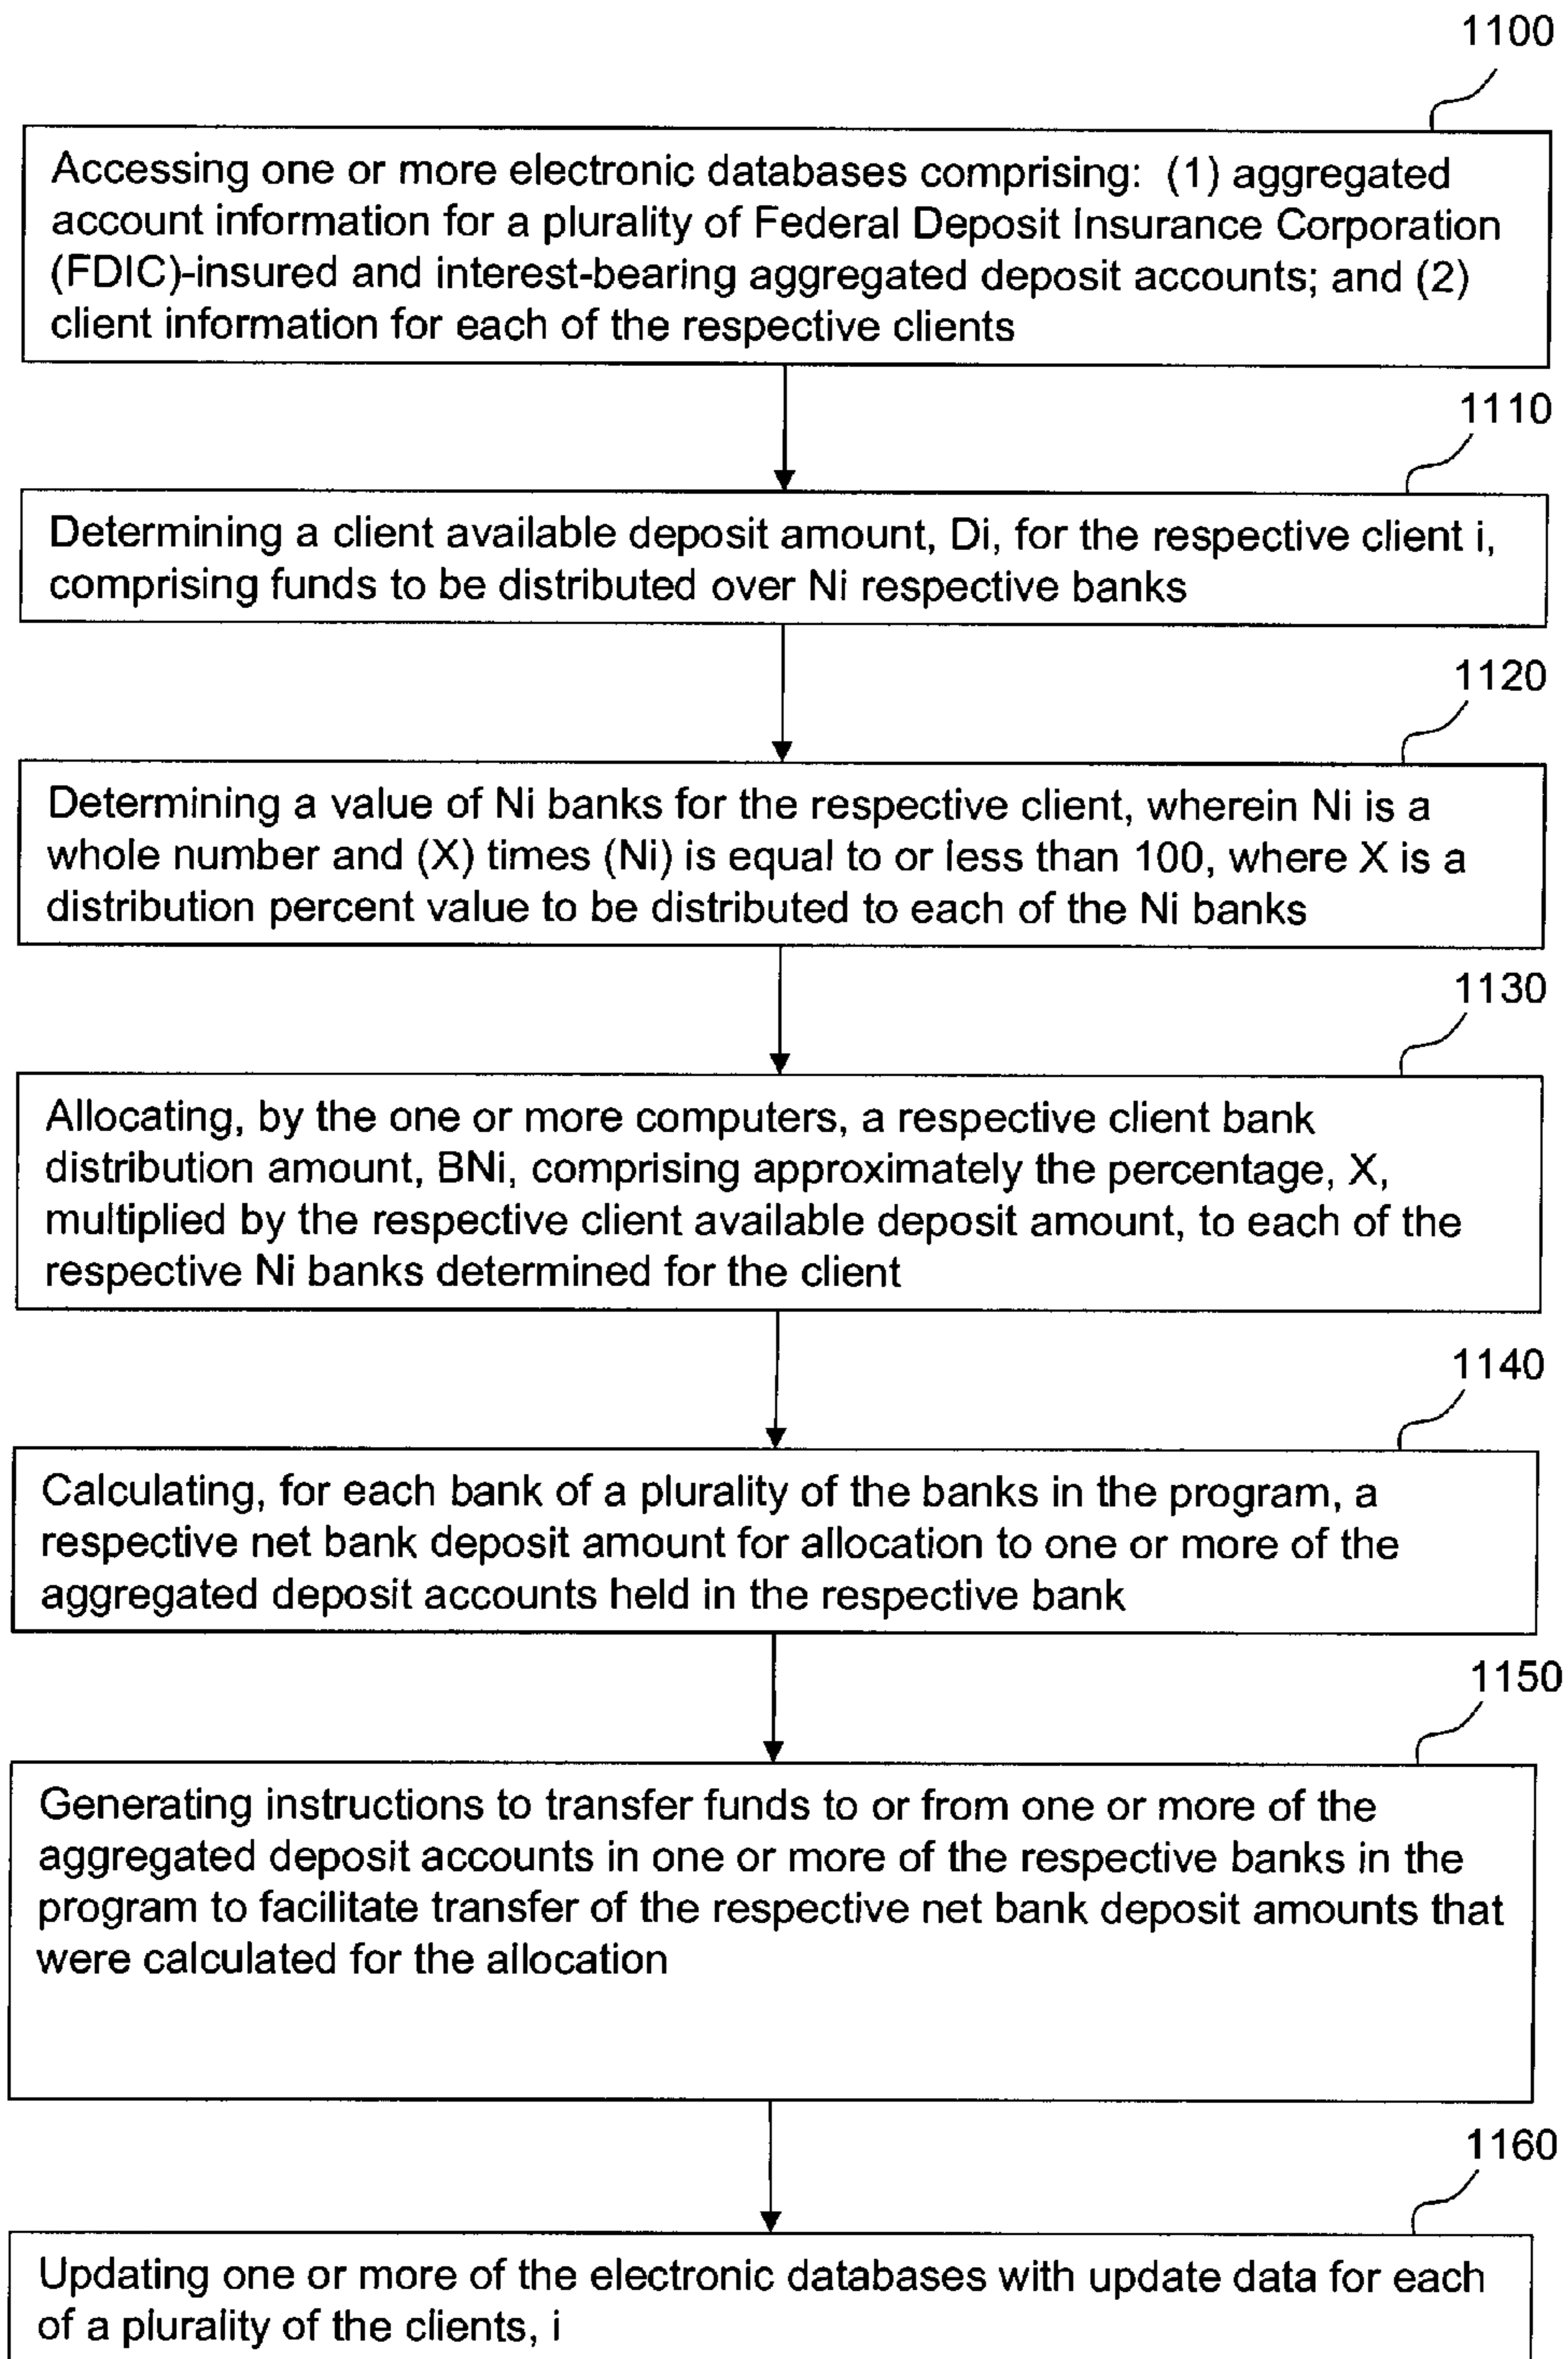 1100
Accessing one or more electronic databases comprising: (1) aggregated
account information for a plurality of Federal Deposit Insurance Corporation
(FDIC)-insured and interest-bearing aggregated deposit accounts; and (2)
client information for each of the respective clients
1110
Determining a client available deposit amount, Di, for the respective client i,
comprising funds to be distributed over Ni respective banks
1120
Determining a value of Ni banks for the respective client, wherein Ni is a
whole number and (X) times (Ni) is equal to or less than 100, where X is a
distribution percent value to be distributed to each of the Ni banks
1130
Allocating, by the one or more computers, a respective client bank
distribution amount, BNi, comprising approximately the percentage, X,
multiplied by the respective client available deposit amount, to each of the
respective Ni banks determined for the client
1140
Calculating, for each bank of a plurality of the banks in the program, a
respective net bank deposit amount for allocation to one or more of the
aggregated deposit accounts held in the respective bank
1150
Generating instructions to transfer funds to or from one or more of the
aggregated deposit accounts in one or more of the respective banks in the
program to facilitate transfer of the respective net bank deposit amounts that
were calculated for the allocation
1160
Updating one or more of the electronic databases with update data for each
of a plurality of the clients, i